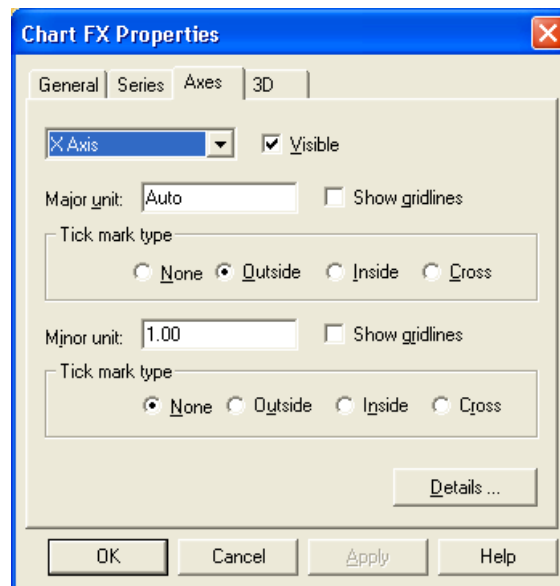 Chart FX Properties
General Series Axes 3D
X Axis Visible
Major unit: Auto Show gridlines
Tick mark type
None Outside Inside Cross
Minor unit: 1.00 Show gridlines
Tick mark type
None Outside Inside Cross
Details ...
OK Cancel Apply Help